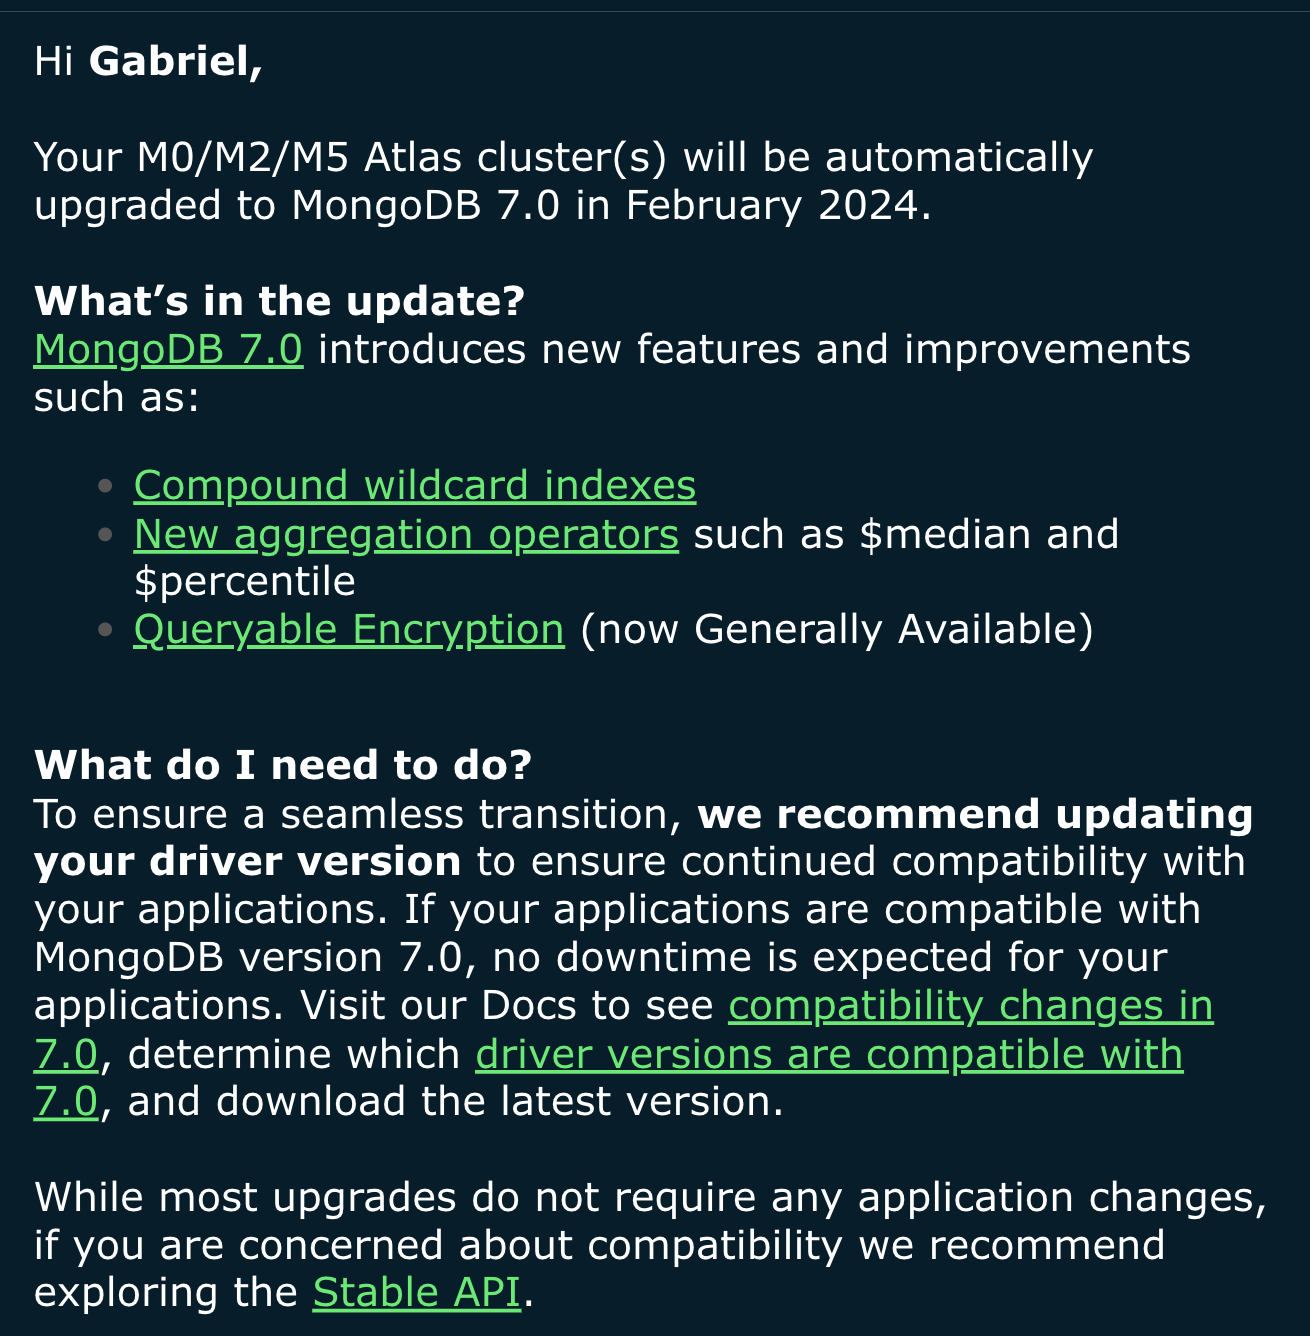 Hi Gabriel,
Your M0/M2/M5 Atlas cluster(s) will be automatically
upgraded to MongoDB 7.0 in February 2024.
What’s in the update?
MongoDB 7.0 introduces new features and improvements
such as:
• Compound wildcard indexes
• New aggregation operators such as $median and
$percentile
• Queryable Encryption (now Generally Available)
What do I need to do?
To ensure a seamless transition, we recommend updating
your driver version to ensure continued compatibility with
your applications. If your applications are compatible with
MongoDB version 7.0, no downtime is expected for your
applications. Visit our Docs to see compatibility changes in
7.0, determine which driver versions are compatible with
7.0, and download the latest version.
While most upgrades do not require any application changes,
if you are concerned about compatibility we recommend
exploring the Stable API.